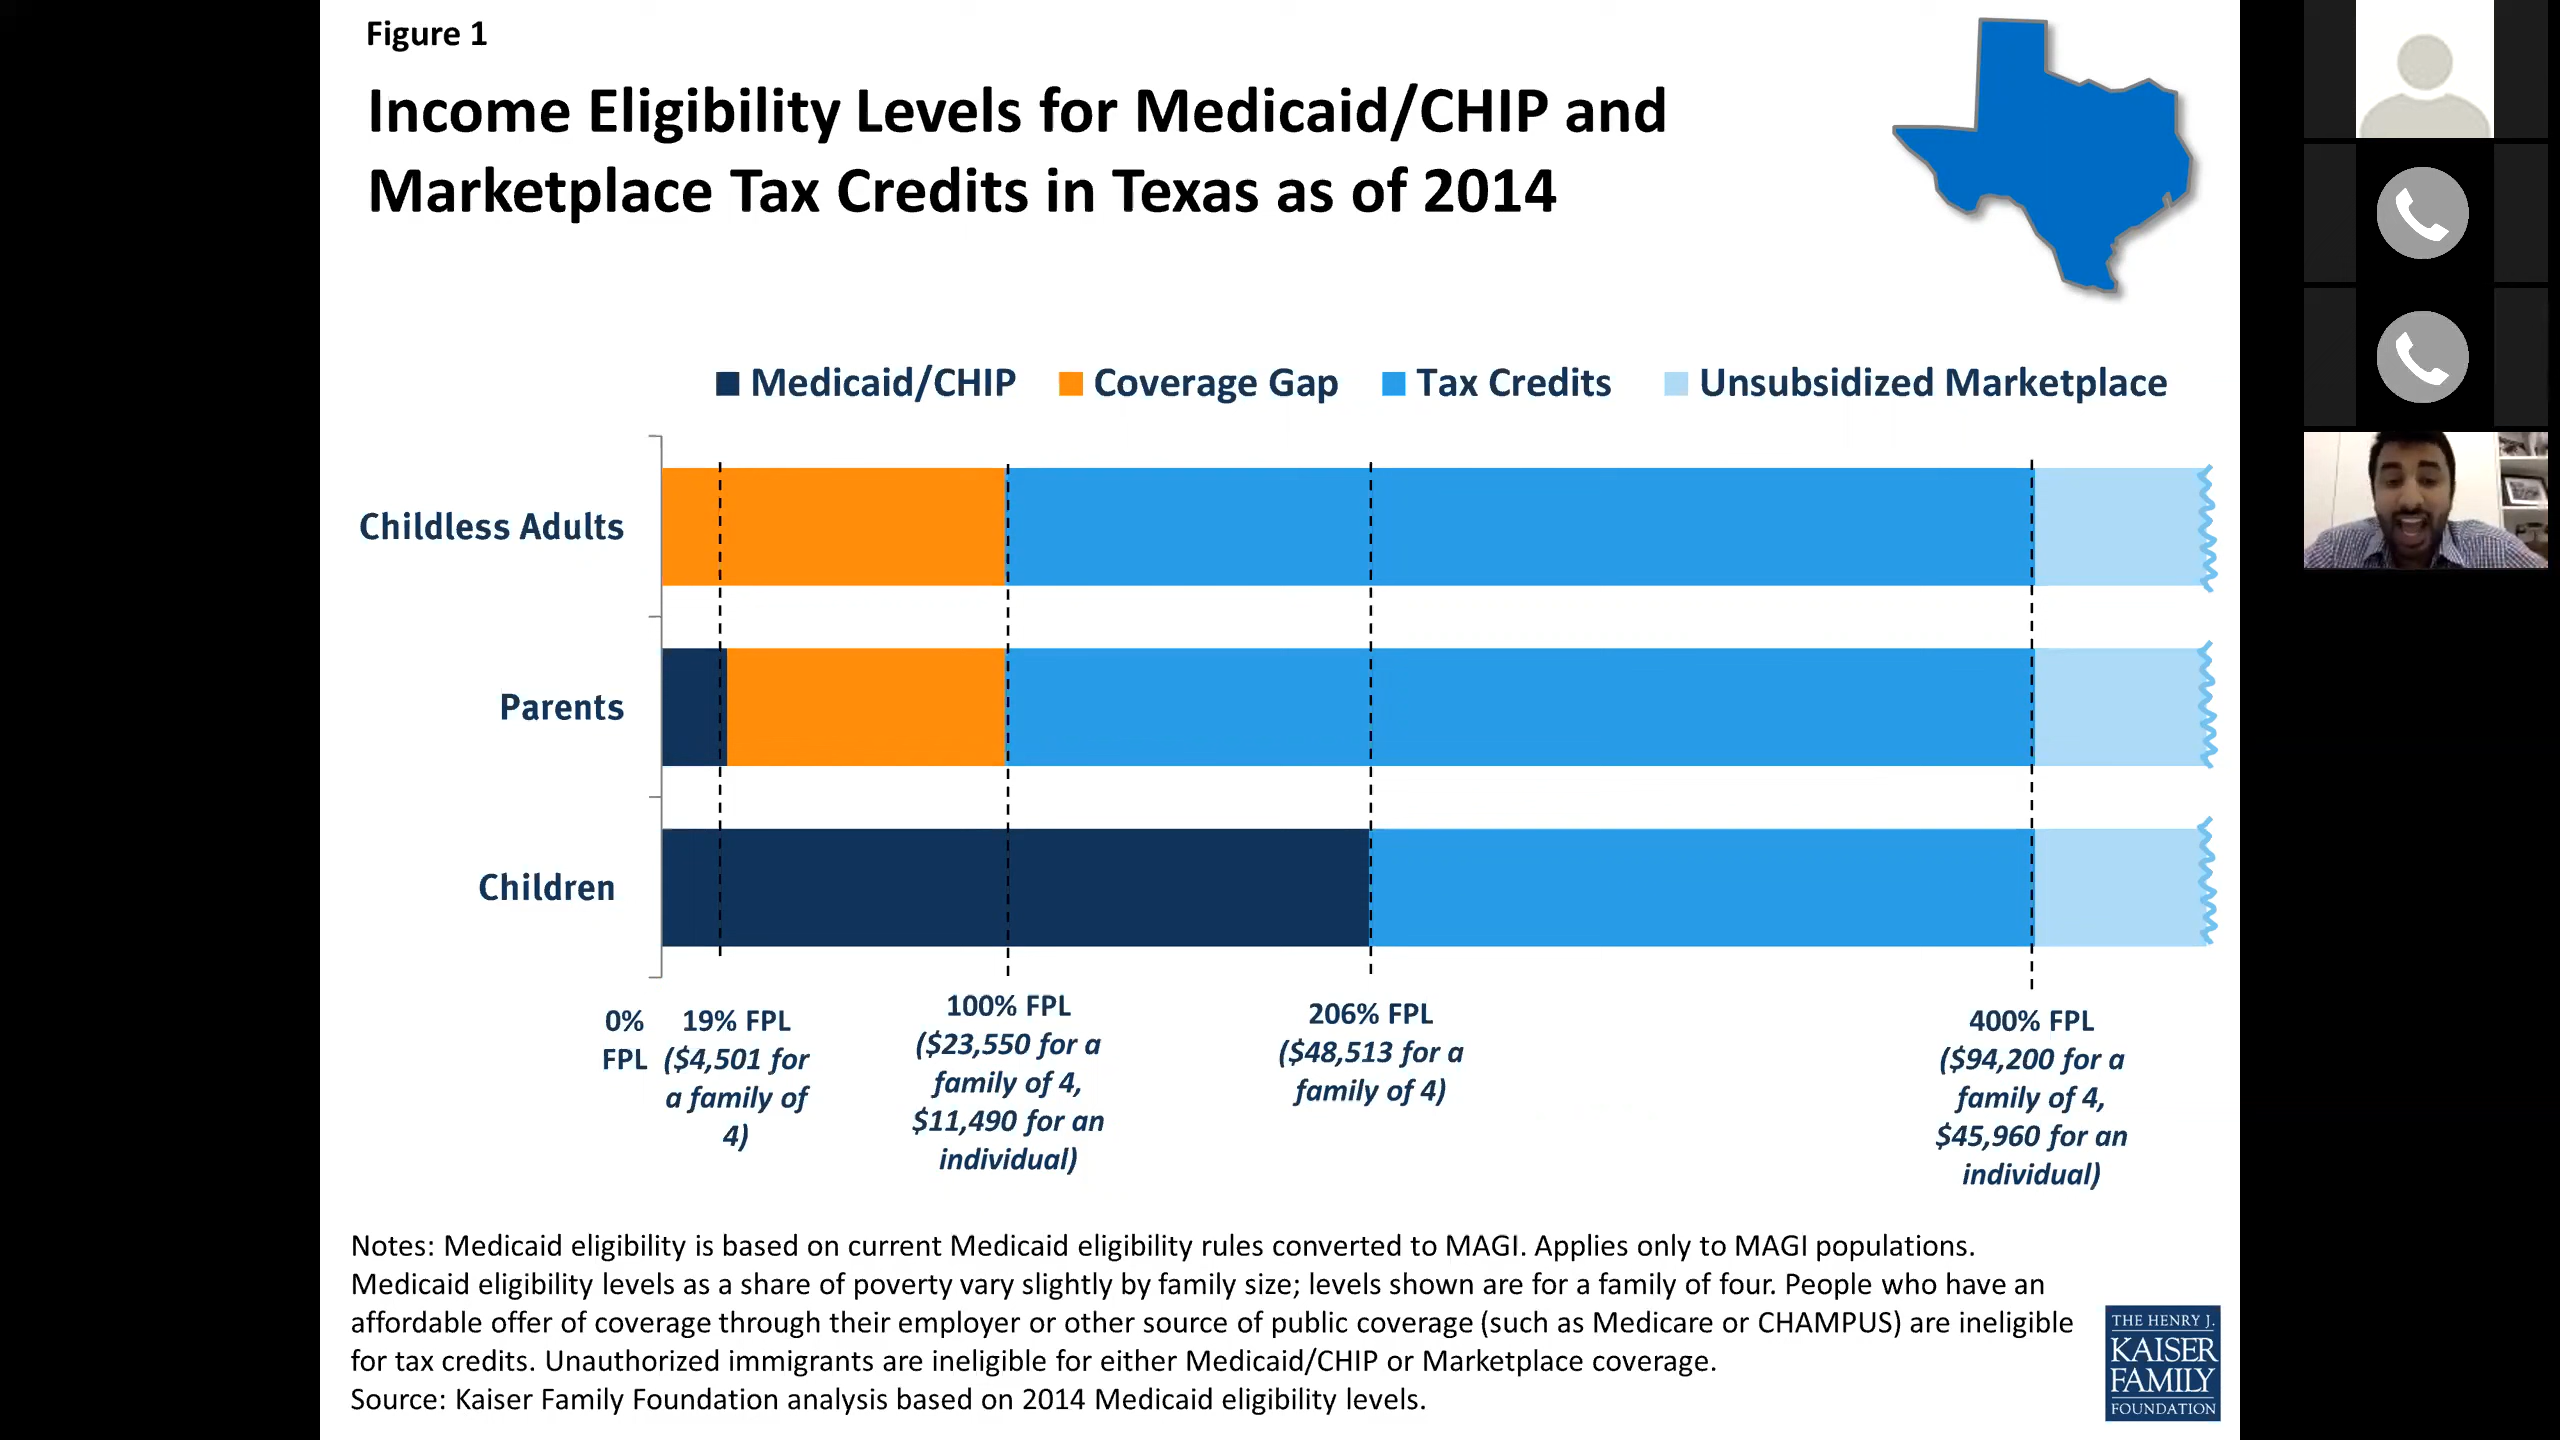 Figure 1
Income Eligibility Levels for Medicaid/CHIP and
Marketplace Tax Credits in Texas as of 2014
Medicaid/CHIP
Coverage Gap
Tax Credits
Unsubsidized Marketplace
Childless Adults
Parents
Children
0%
FPL
19% FPL
($4,501 for
a family of
4)
100% FPL
($23,550 for a
family of 4,
$11,490 for an
individual)
206% FPL
($48,513 for a
family of 4)
400% FPL
($94,200 for a
family of 4,
$45,960 for an
individual)
Notes: Medicaid eligibility is based on current Medicaid eligibility rules converted to MAGI. Applies only to MAGI populations.
Medicaid eligibility levels as a share of poverty vary slightly by family size; levels shown are for a family of four. People who have an
affordable offer of coverage through their employer or other source of public coverage (such as Medicare or CHAMPUS) are ineligible
for tax credits. Unauthorized immigrants are ineligible for either Medicaid/CHIP or Marketplace coverage.
Source: Kaiser Family Foundation analysis based on 2014 Medicaid eligibility levels.
THE HENRY J.
KAISER
FAMILY
FOUNDATION